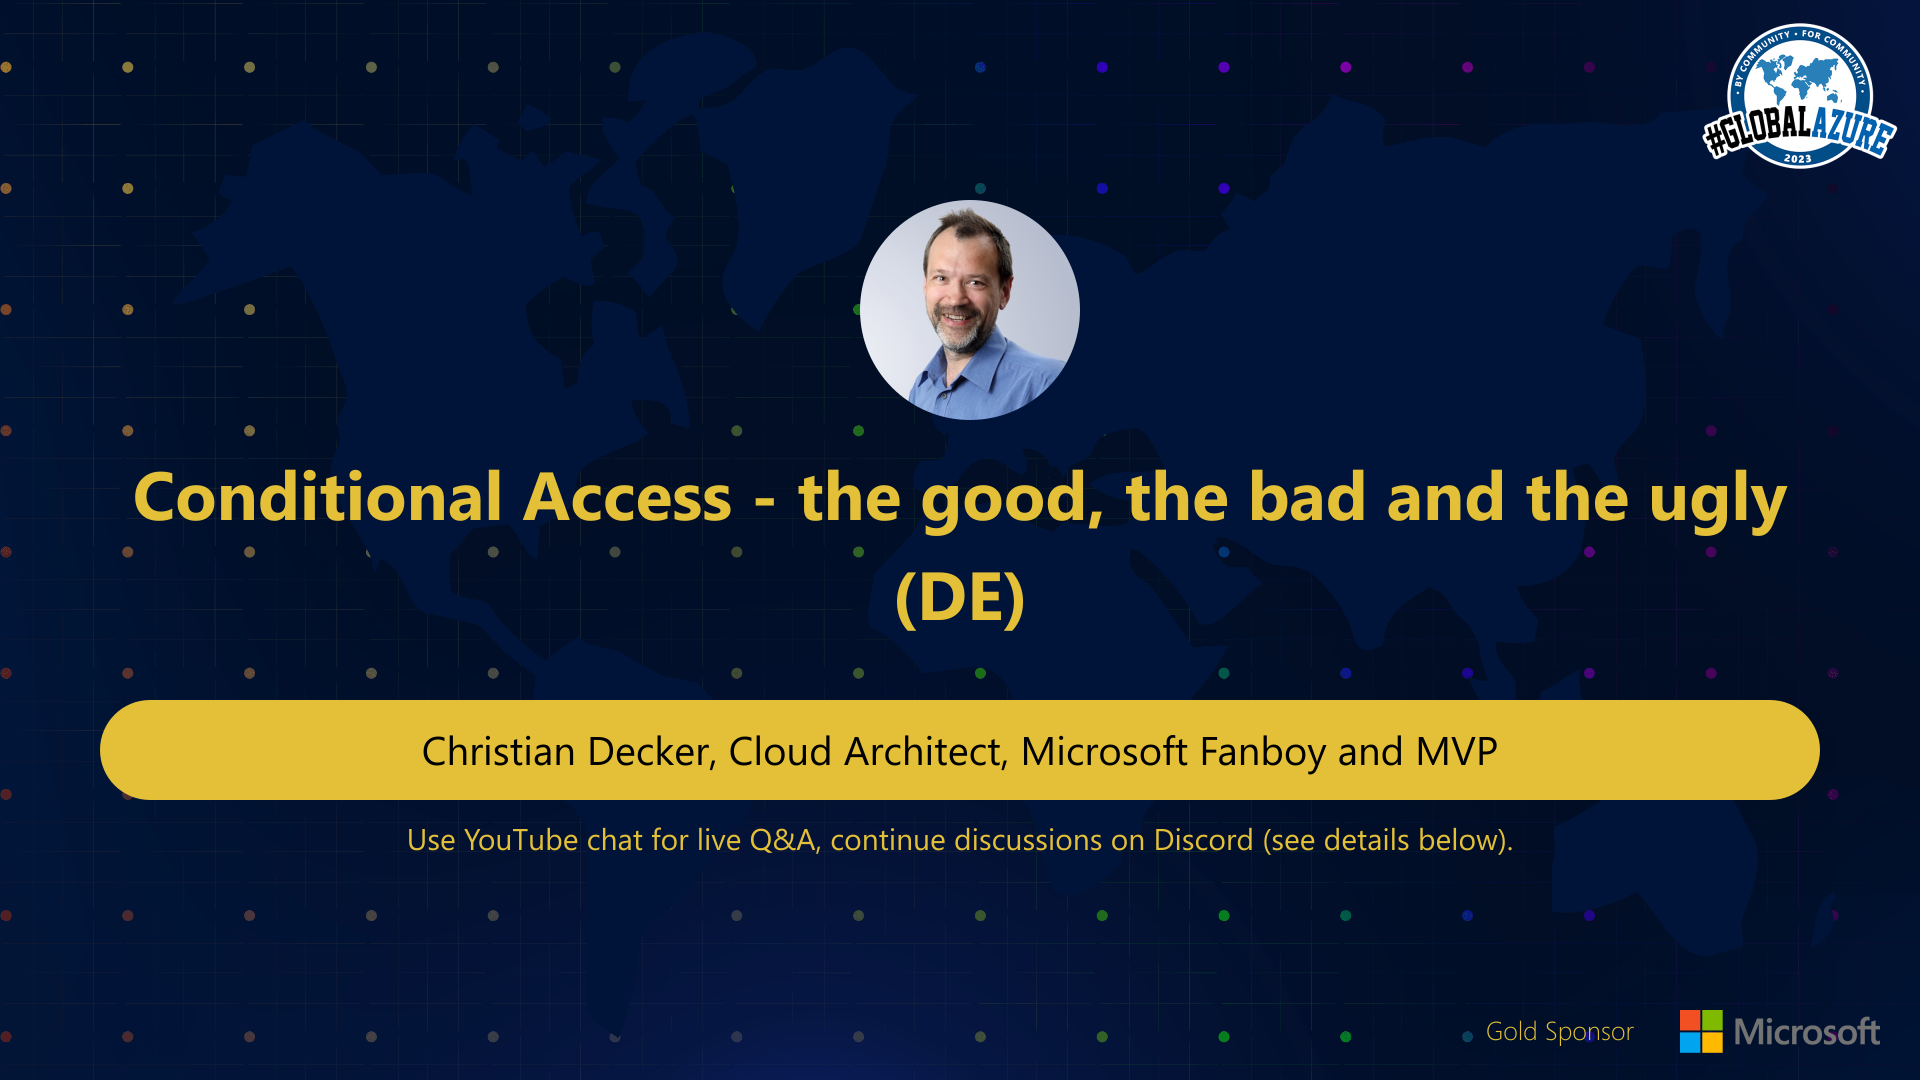 • BY COMMUNITY • FOR COMMUNITY •
#GLOBALAZURE
2023
Conditional Access - the good, the bad and the ugly
(DE)
Christian Decker, Cloud Architect, Microsoft Fanboy and MVP
Use YouTube chat for live Q&A, continue discussions on Discord (see details below).
Gold Sponsor
Microsoft